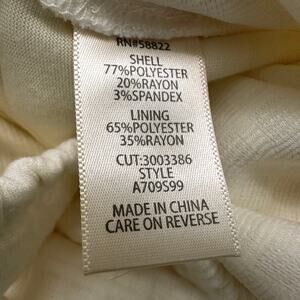 RN#58822
SHELL
77%POLYESTER
20%RAYON
3%SPANDEX
LINING
65%POLYESTER
35%RAYON
CUT:3003386
STYLE
A709S99
MADE IN CHINA
CARE ON REVERSE